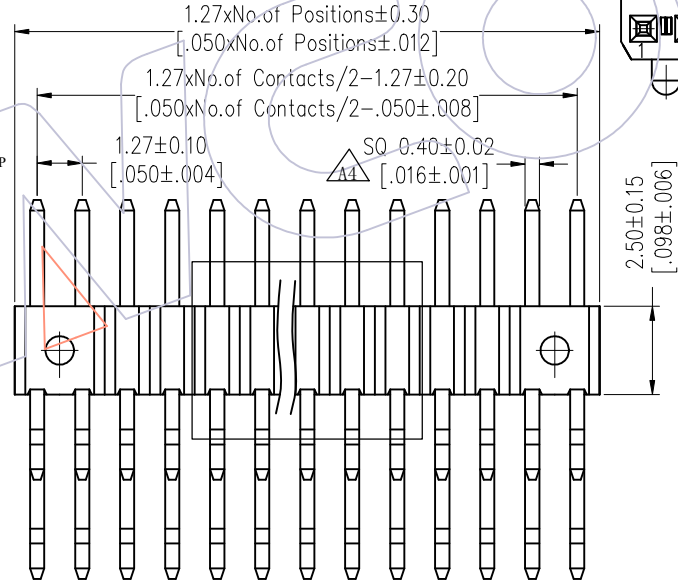 1.27xNo.of Positions±0.30
[.050xNo.of Positions±.012]
1.27xNo.of Contacts/2-1.27±0.20
[.050xNo.of Contacts/2-.050±.008]
1.27±0.10
[.050±.004]
SQ 0.40±0.02
[.016±.001]
A4
2.50±0.15
[.098±.006]
1
P